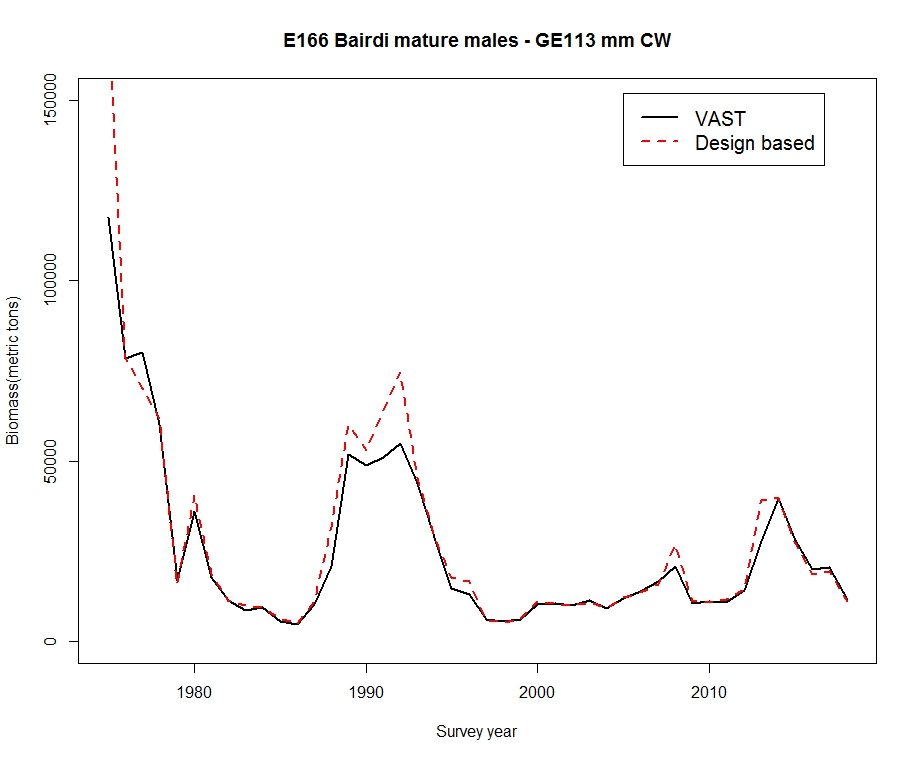 E166 Bairdi mature males - GE113 mm CW
VAST
Design based
Biomass(metric tons)
150000
100000
50000
0
1980 1990 2000 2010
Survey year